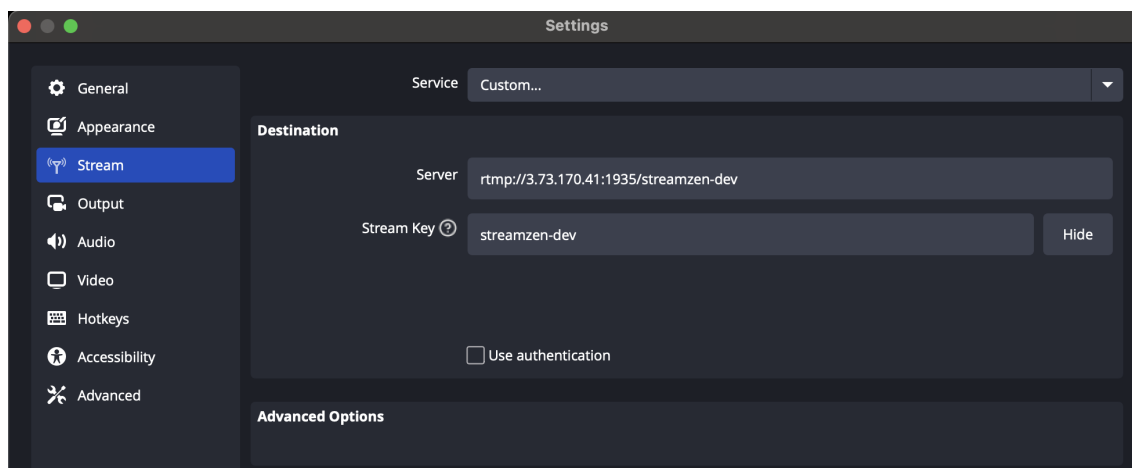 Settings
General
Appearance
Stream
Output
Audio
Video
Hotkeys
Accessibility
Advanced
Service
Custom...
Destination
Server
rtmp://3.73.170.41:1935/streamzen-dev
Stream Key ?
streamzen-dev
Hide
Use authentication
Advanced Options